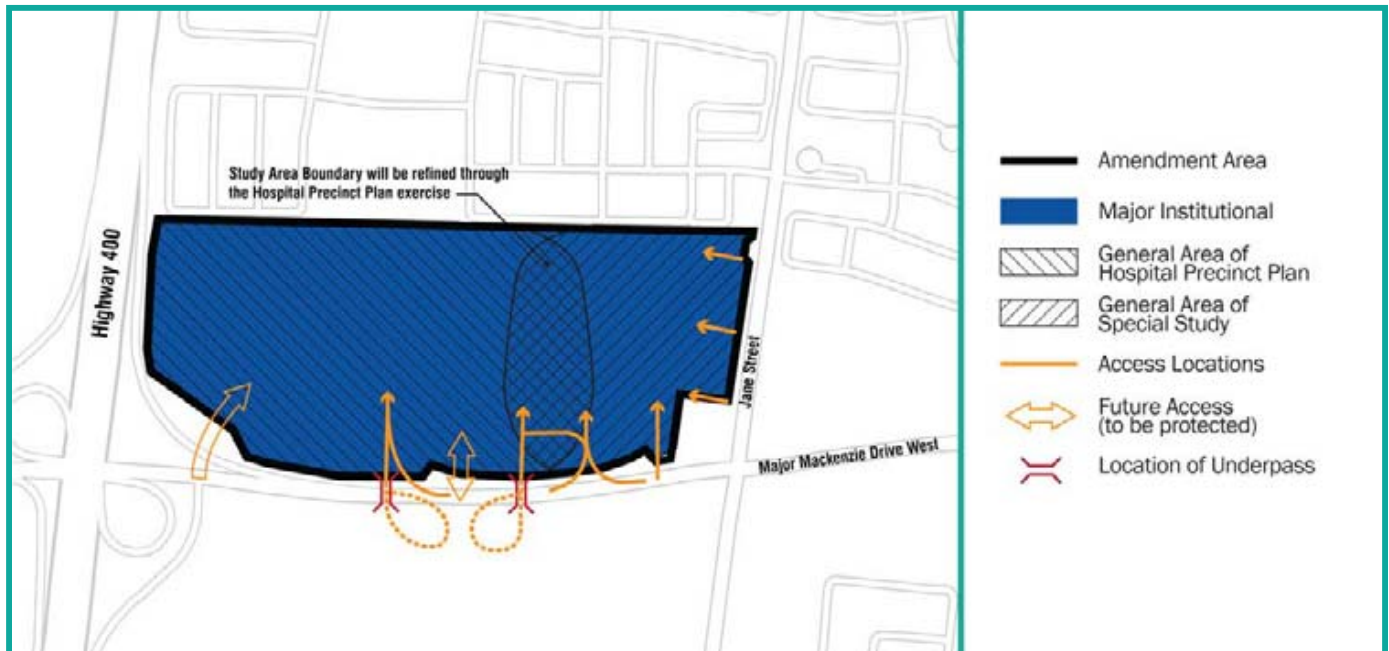 Study Area Boundary will be refined through
the Hospital Precinct Plan exercise
Highway 400
Jane Street
Major Mackenzie Drive West
Amendment Area
Major Institutional
General Area of
Hospital Precinct Plan
General Area of
Special Study
Access Locations
Future Access
(to be protected)
Location of Underpass